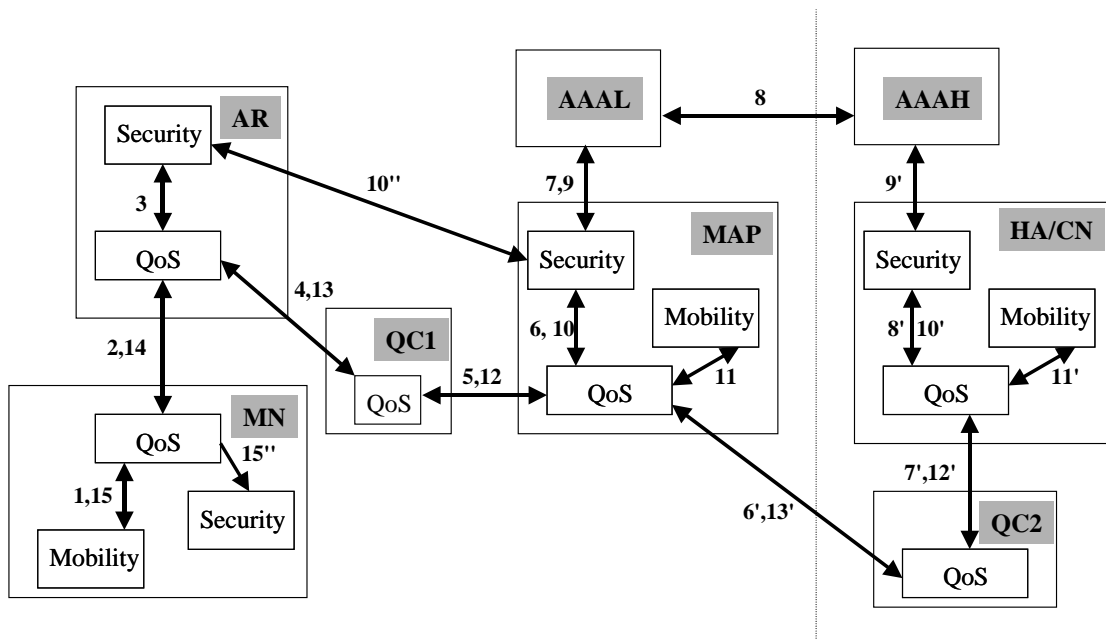 AAAL
8
AAAH
AR
Security
3
QoS
10''
7,9
9'
MAP
Security
6, 10
Mobility
11
QoS
HA/CN
Security
8'
10'
Mobility
11'
QoS
4,13
2,14
QC1
QoS
5,12
MN
QoS
15''
1,15
Security
Mobility
6',13'
7',12'
QC2
QoS